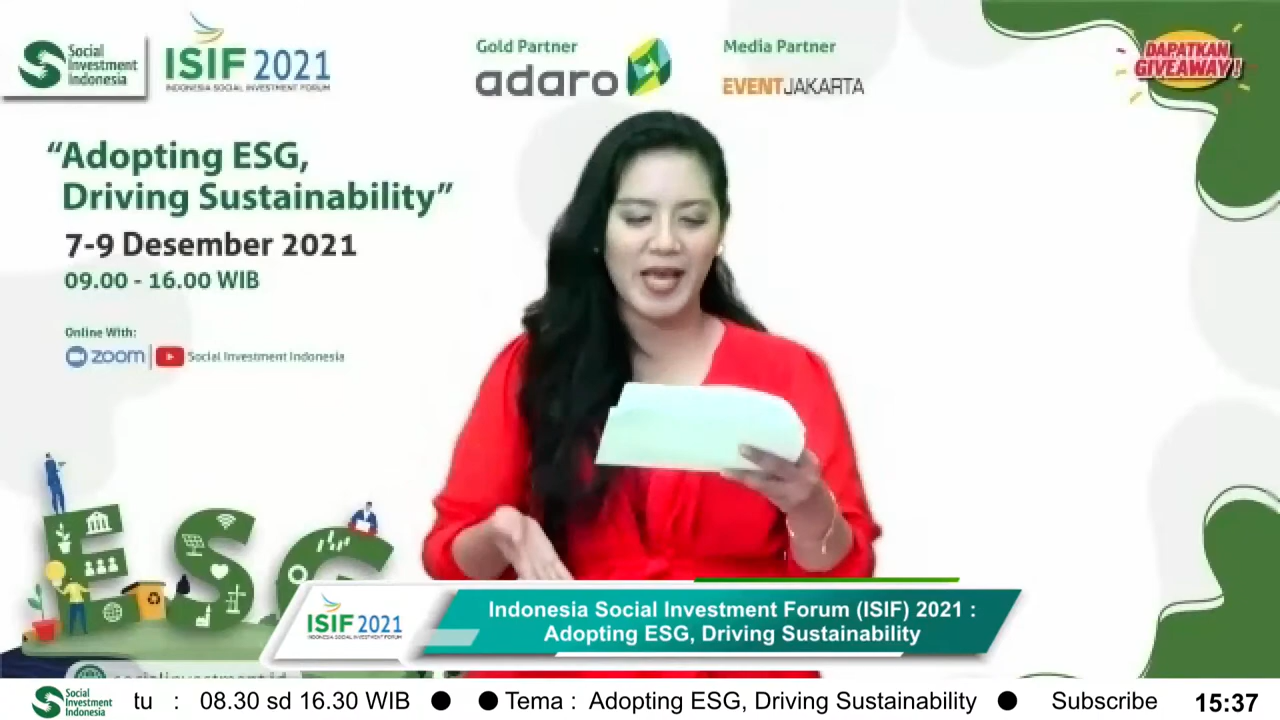 Social
Investment
Indonesia
ISIF 2021
INDONESIA SOCIAL INVESTMENT FORUM
Gold Partner
adaro
Media Partner
EVENTJAKARTA
DAPATKAN
GIVEAWAY!
“Adopting ESG,
Driving Sustainability”
7-9 Desember 2021
09.00 - 16.00 WIB
Online With:
zoom
Social Investment Indonesia
ESG
ISIF 2021
INDONESIA SOCIAL INVESTMENT FORUM
Indonesia Social Investment Forum (ISIF) 2021 :
Adopting ESG, Driving Sustainability
socialinvestment.id
Social
Investment
Indonesia
tu : 08.30 sd 16.30 WIB ● ● Tema : Adopting ESG, Driving Sustainability ● Subscribe
15:37